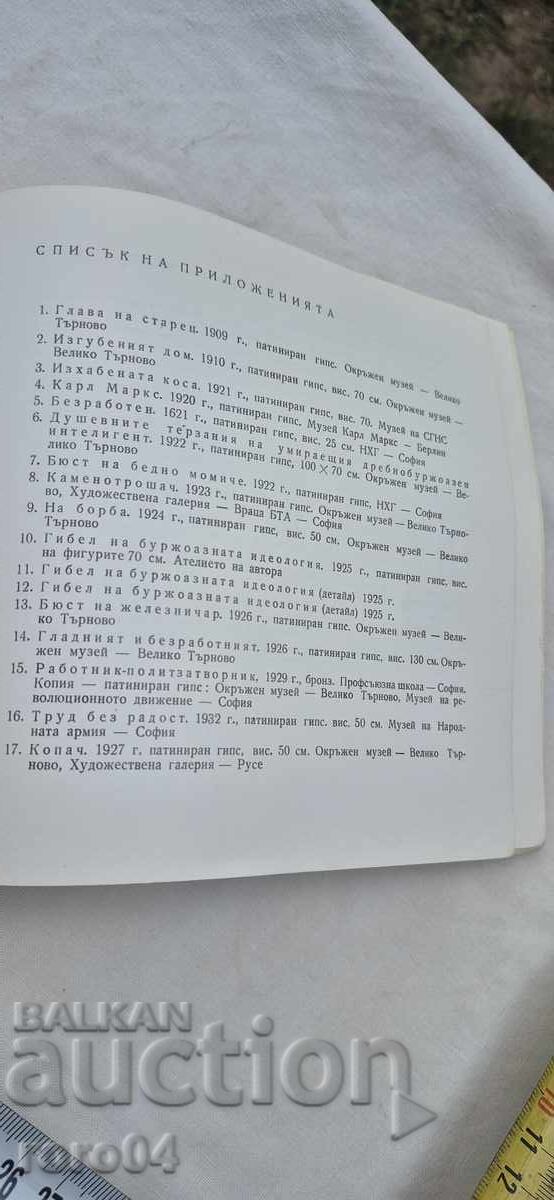 СПИСЪК НА ПРИЛОЖЕНИЯТА
1. Глава на старец. 1909 г., патиниран гипс. Окръжен музей — Велико
Търново
2. Изгубеният дом. 1910 г., патиниран гипс, вис. 70 см. Окръжен музей —
Велико Търново
3. Изхабената коса. 1921 г., патиниран гипс, вис. 70. Музей на СГНС
4. Карл Маркс. 1920 г., патиниран гипс. Музей Карл Маркс — Берлин
5. Безработен. 1621 г., патиниран гипс, вис. 25 см. НХГ — София
6. Душевните терзания на умиращия дребнобуржоазен
интелигент. 1922 г., патиниран гипс, 100 × 70 см. Окръжен музей — Ве-
лико Търново
7. Бюст на бедно момиче. 1922 г., патиниран гипс, НХГ — София
8. Каменотрошач. 1923 г., патиниран гипс. Окръжен музей — Велико Търно-
во, Художествена галерия — Враца БТА — София
9. На борба. 1924 г., патиниран гипс, вис. 50 см. Окръжен музей — Велико
Търново
10. Гибел на буржоазната идеология. 1925 г., патиниран гипс, вис.
на фигурите 70 см. Ателието на автора
11. Гибел на буржоазната идеология (детайл) 1925 г.
12. Гибел на буржоазната идеология (детайл) 1925 г.
13. Бюст на железничар. 1926 г., патиниран гипс. Окръжен музей — Вели-
ко Търново
14. Гладният и безработният. 1926 г., патиниран гипс, вис. 130 см. Окръ-
жен музей — Велико Търново
15. Работник-политзатворник, 1929 г., бронз. Профсъюзна школа — София.
Копия — патиниран гипс: Окръжен музей — Велико Търново, Музей на ре-
волюционното движение — София
16. Труд без радост. 1932 г., патиниран гипс. вис. 50 см. Музей на Народ-
ната армия — София
17. Копач. 1927 г. патиниран гипс, вис. 50 см. Окръжен музей — Велико Тър-
ново, Художествена галерия — Русе
BALKAN
auction
roro04
26
27
10
11
12